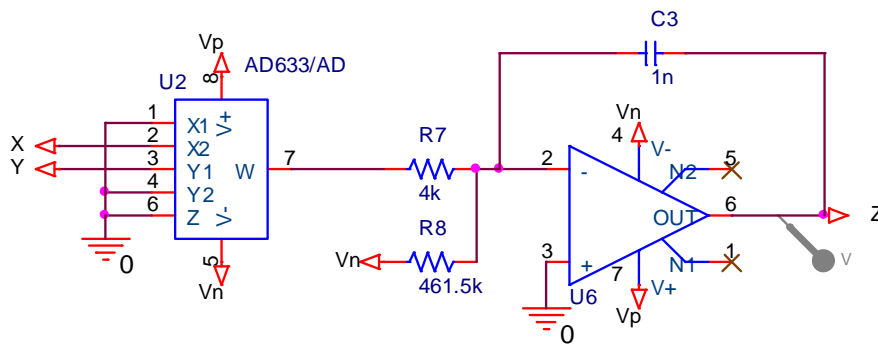 C3
1n
Vp
AD633/AD
U2
8
1
X1
V+
X
2
X2
Y
3
Y1
W
7
4
Y2
6
Z
V-
0
5
Vn
R7
4k
R8
Vn
461.5k
Vn
4
V-
2
-
N2
5
OUT
6
Z
V
3
+
7
N1
1
U6
V+
0
Vp